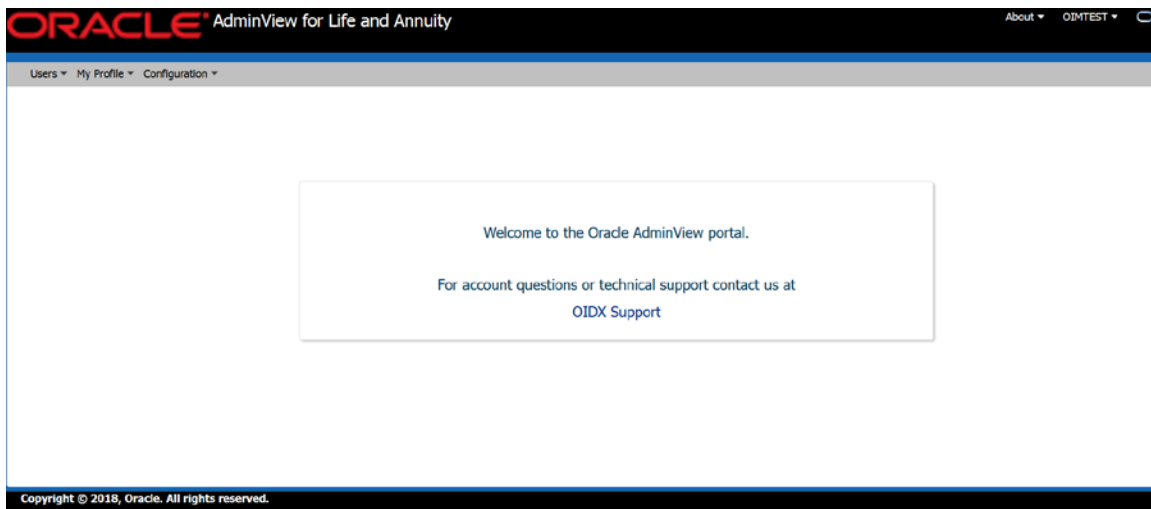 ORACLE® AdminView for Life and Annuity
About OIMTEST
Users My Profile Configuration
Welcome to the Oracle AdminView portal.
For account questions or technical support contact us at
OIDX Support
Copyright © 2018, Oracle. All rights reserved.